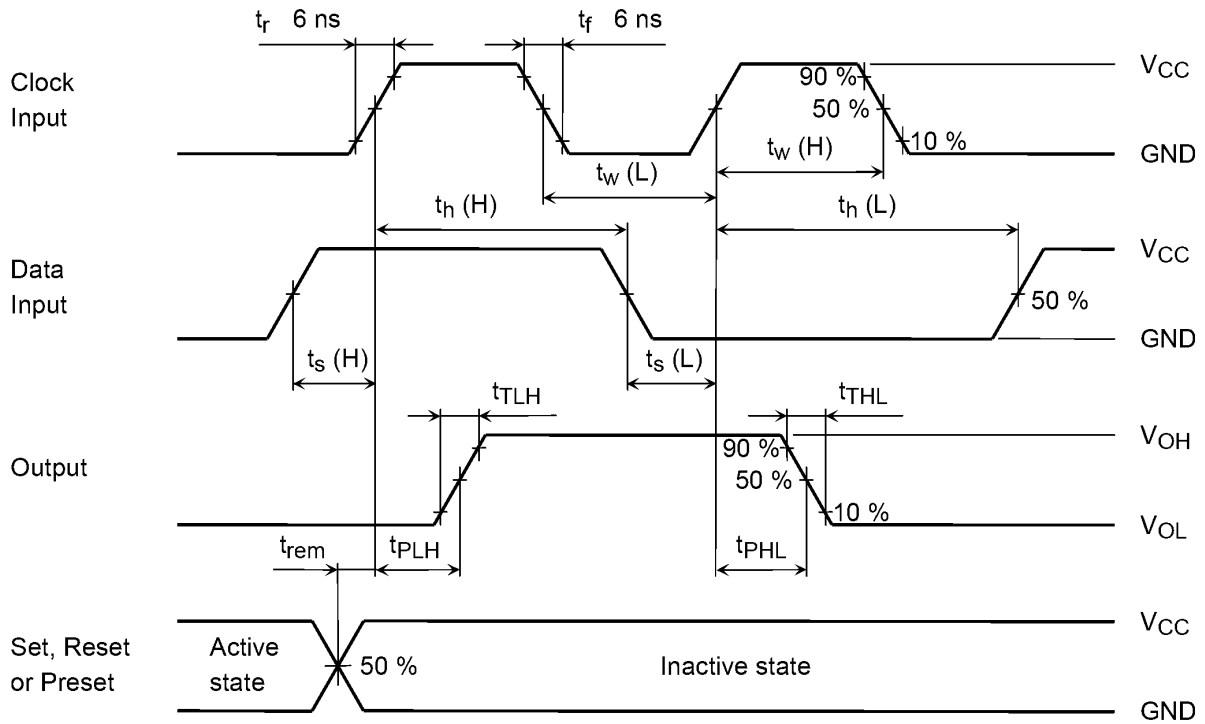 tr 6 ns
tf 6 ns
Clock
Input
90 %
50 %
10 %
VCC
GND
tw (L)
tw (H)
th (H)
th (L)
Data
Input
50 %
VCC
GND
ts (H)
ts (L)
tTLH
tTHL
Output
90 %
50 %
10 %
VOH
VOL
trem
tPLH
tPHL
Set, Reset
or Preset
Active
state
50 %
Inactive state
VCC
GND